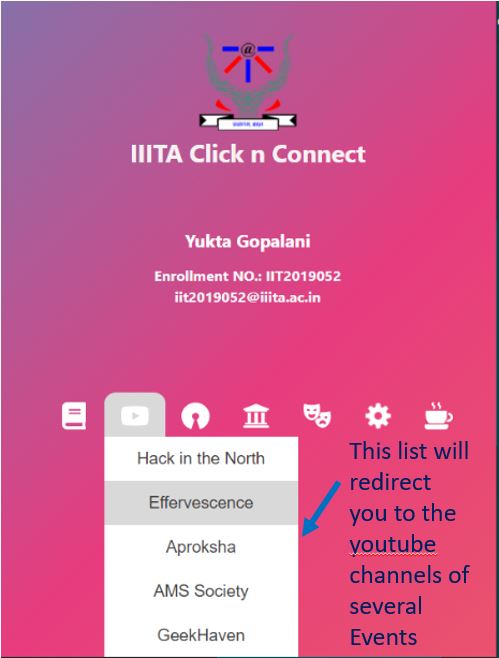 @
IIITA Click n Connect
Yukta Gopalani
Enrollment NO.: IIT2019052
iit2019052@iiita.ac.in
Hack in the North
Effervescence
Aproksha
AMS Society
GeekHaven
This list will
redirect
you to the
youtube
channels of
several
Events